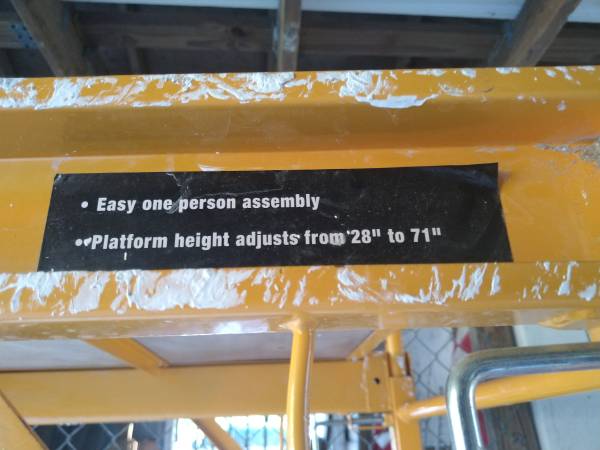 • Easy one person assembly
• Platform height adjusts from 28" to 71"